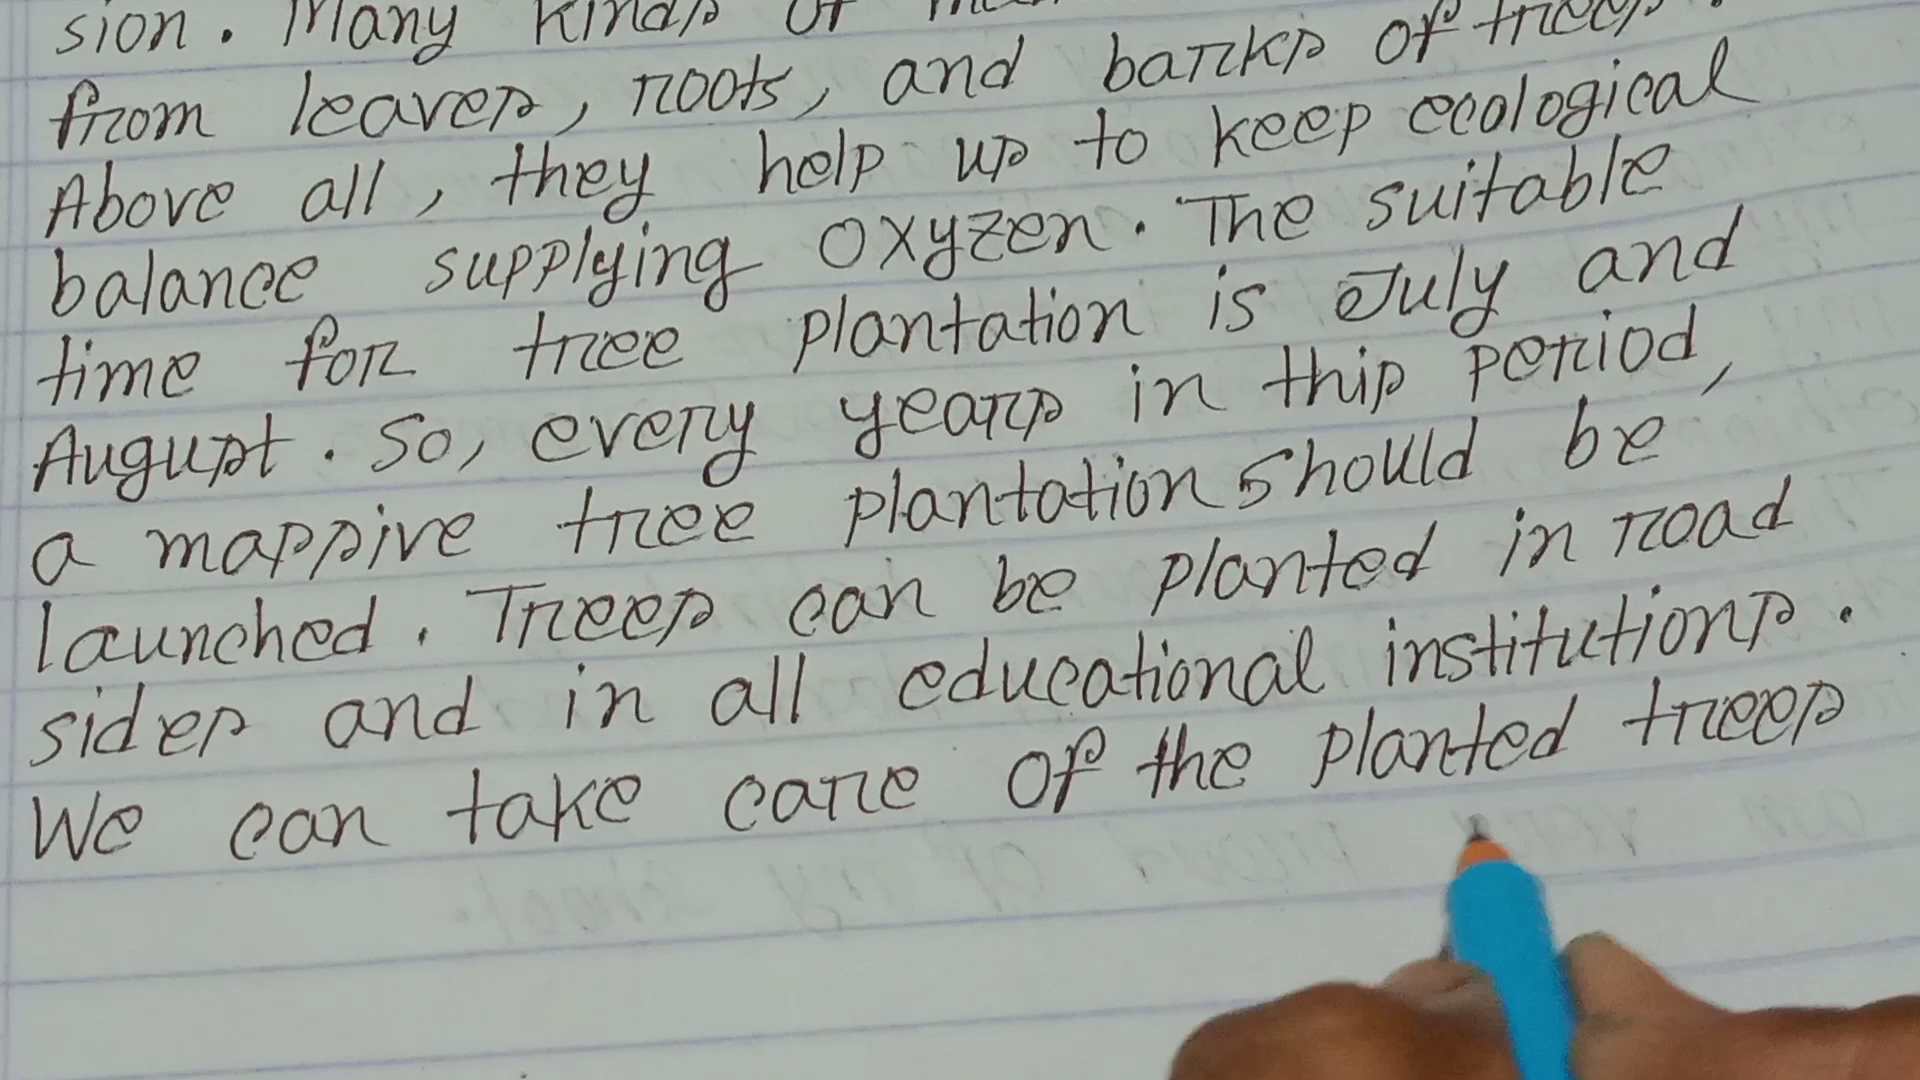 sion. Many kinds of
from leaves, roots, and barks of trees.
Above all, they help us to keep ecological
balance supplying oxyzen. The suitable
time for tree plantation is July and
August. So, every years in this period,
a massive tree plantation should be
launched. Trees can be planted in road
sides and in all educational institutions.
We can take care of the planted trees